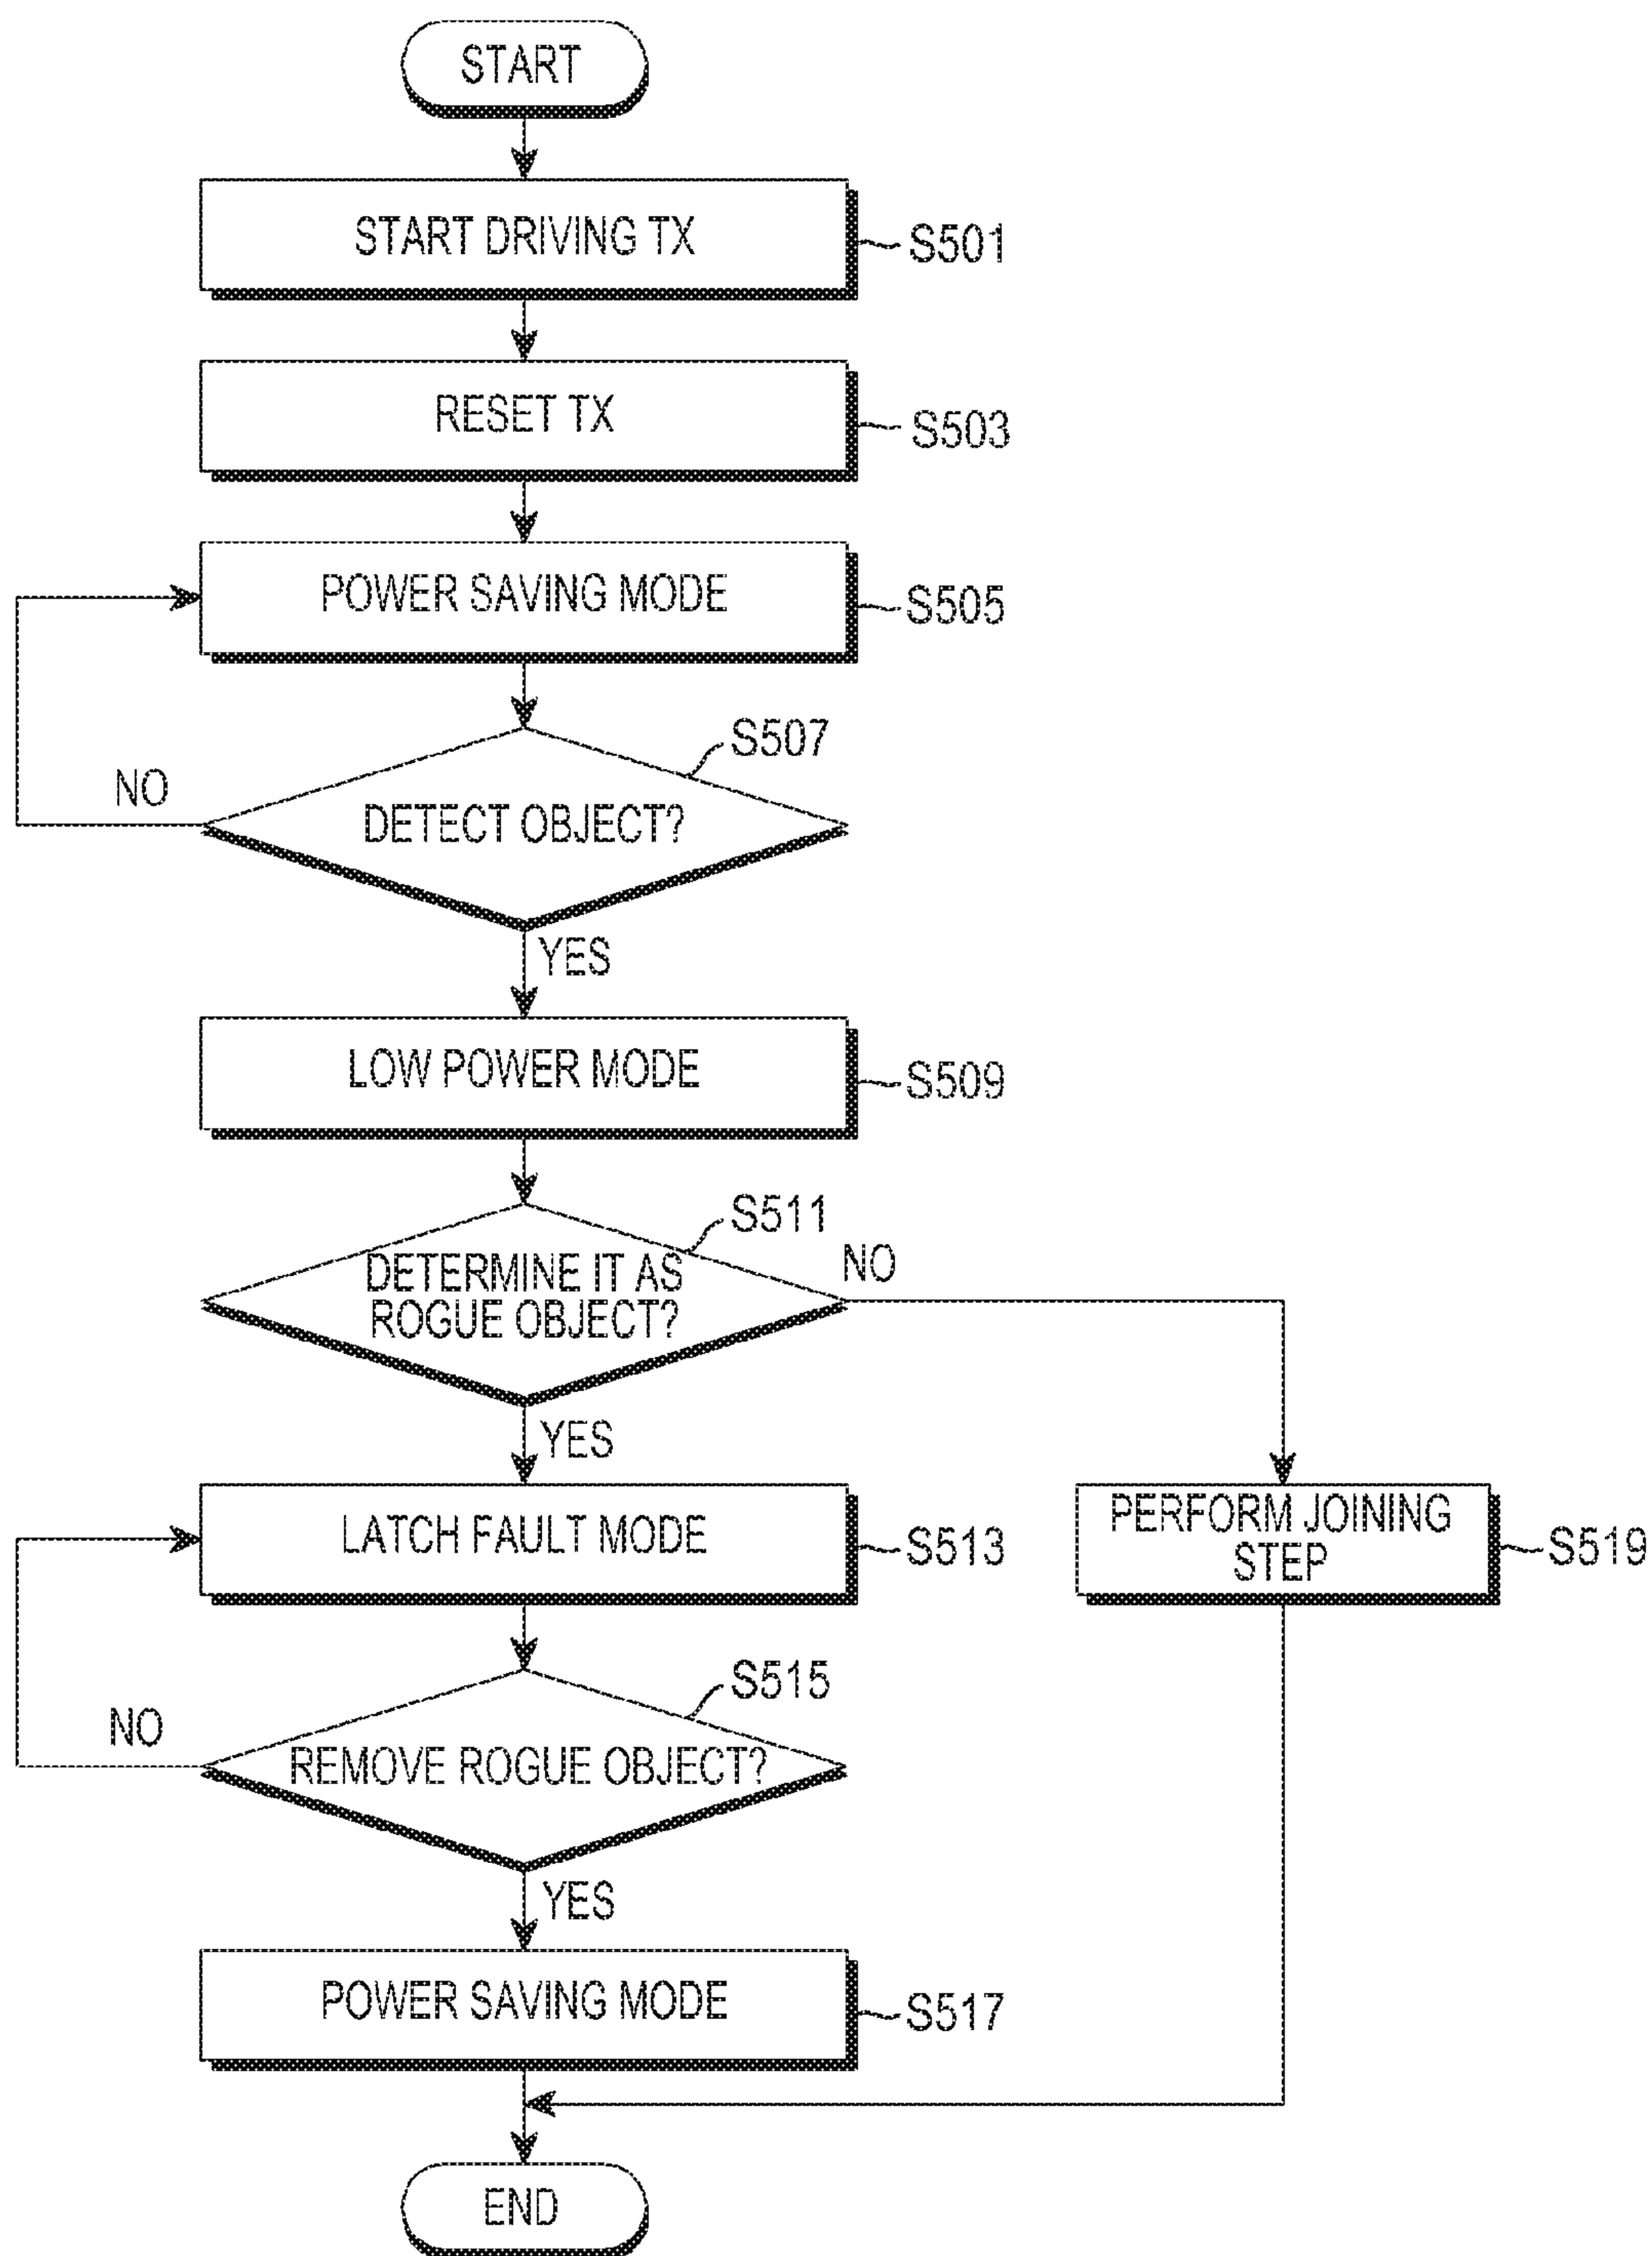 START
START DRIVING TX
S501
RESET TX
S503
POWER SAVING MODE
S505
S507
NO
DETECT OBJECT?
YES
LOW POWER MODE
S509
S511
NO
DETERMINE IT AS
ROGUE OBJECT?
YES
LATCH FAULT MODE
S513
PERFORM JOINING
STEP
S519
S515
NO
REMOVE ROGUE OBJECT?
YES
POWER SAVING MODE
S517
END